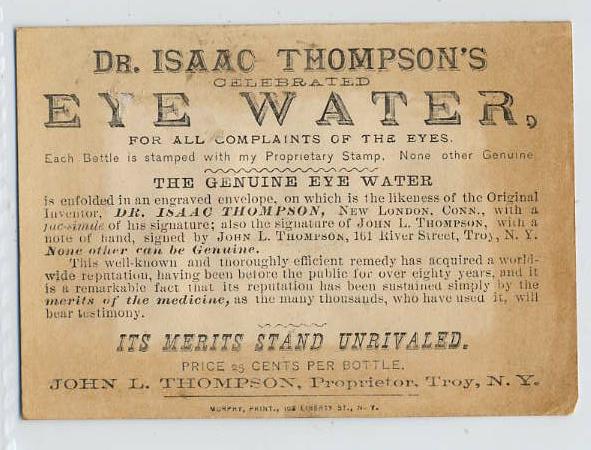 DR. ISAAC THOMPSON'S
CELEBRATED
EYE WATER,
FOR ALL COMPLAINTS OF THE EYES.
Each Bottle is stamped with my Proprietary Stamp. None other Genuine
THE GENUINE EYE WATER
is enfolded in an engraved envelope, on which is the likeness of the Original
Inventor, DR. ISAAC THOMPSON, NEW LONDON, CONN., with a
fac-simile of his signature; also the signature of JOHN L. THOMPSON, with a
note of hand, signed by JOHN L. THOMPSON, 161 River Street, Troy, N. Y.
None other can be Genuine.
This well-known and thoroughly efficient remedy has acquired a world-
wide reputation, having been before the public for over eighty years, and it
is a remarkable fact that its reputation has been sustained simply by the
merits of the medicine, as the many thousands, who have used it, will
bear testimony.
ITS MERITS STAND UNRIVALED.
PRICE 25 CENTS PER BOTTLE.
JOHN L. THOMPSON, Proprietor, Troy, N. Y.
MURPHY, PRINT., 102 LIBERTY ST., N. Y.